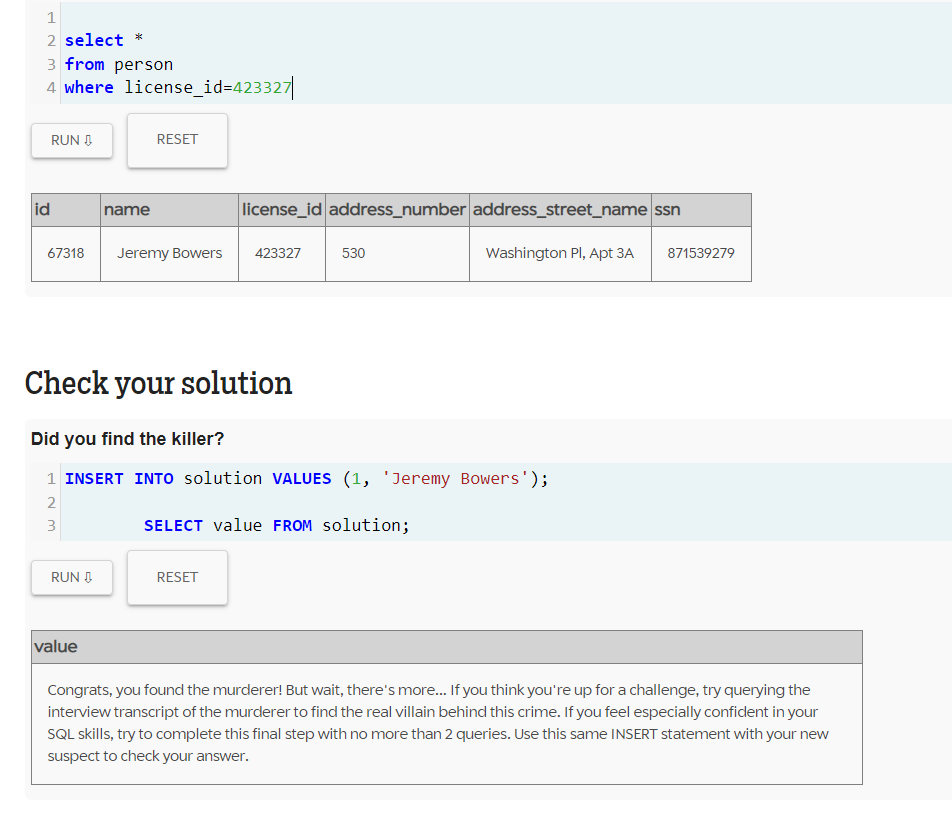 1
2 select *
3 from person
4 where license_id=423327
RUN ⇩ RESET
id name license_id address_number address_street_name ssn
67318 Jeremy Bowers 423327 530 Washington Pl, Apt 3A 871539279
Check your solution
Did you find the killer?
1 INSERT INTO solution VALUES (1, 'Jeremy Bowers');
2
3 SELECT value FROM solution;
RUN ⇩ RESET
value
Congrats, you found the murderer! But wait, there's more... If you think you're up for a challenge, try querying the
interview transcript of the murderer to find the real villain behind this crime. If you feel especially confident in your
SQL skills, try to complete this final step with no more than 2 queries. Use this same INSERT statement with your new
suspect to check your answer.